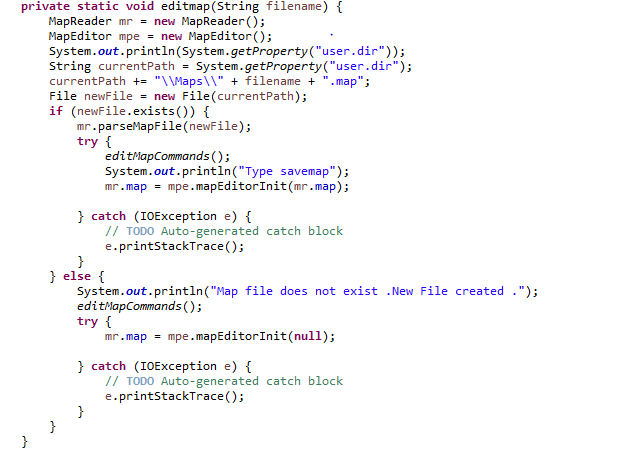 private static void editmap(String filename) {
    MapReader mr = new MapReader();
    MapEditor mpe = new MapEditor();
    System.out.println(System.getProperty("user.dir"));
    String currentPath = System.getProperty("user.dir");
    currentPath += "\\Maps\\" + filename + ".map";
    File newFile = new File(currentPath);
    if (newFile.exists()) {
        mr.parseMapFile(newFile);
        try {
            editMapCommands();
            System.out.println("Type savemap");
            mr.map = mpe.mapEditorInit(mr.map);

        } catch (IOException e) {
            // TODO Auto-generated catch block
            e.printStackTrace();
        }
    } else {
        System.out.println("Map file does not exist .New File created .");
        editMapCommands();
        try {
            mr.map = mpe.mapEditorInit(null);

        } catch (IOException e) {
            // TODO Auto-generated catch block
            e.printStackTrace();
        }
    }
}